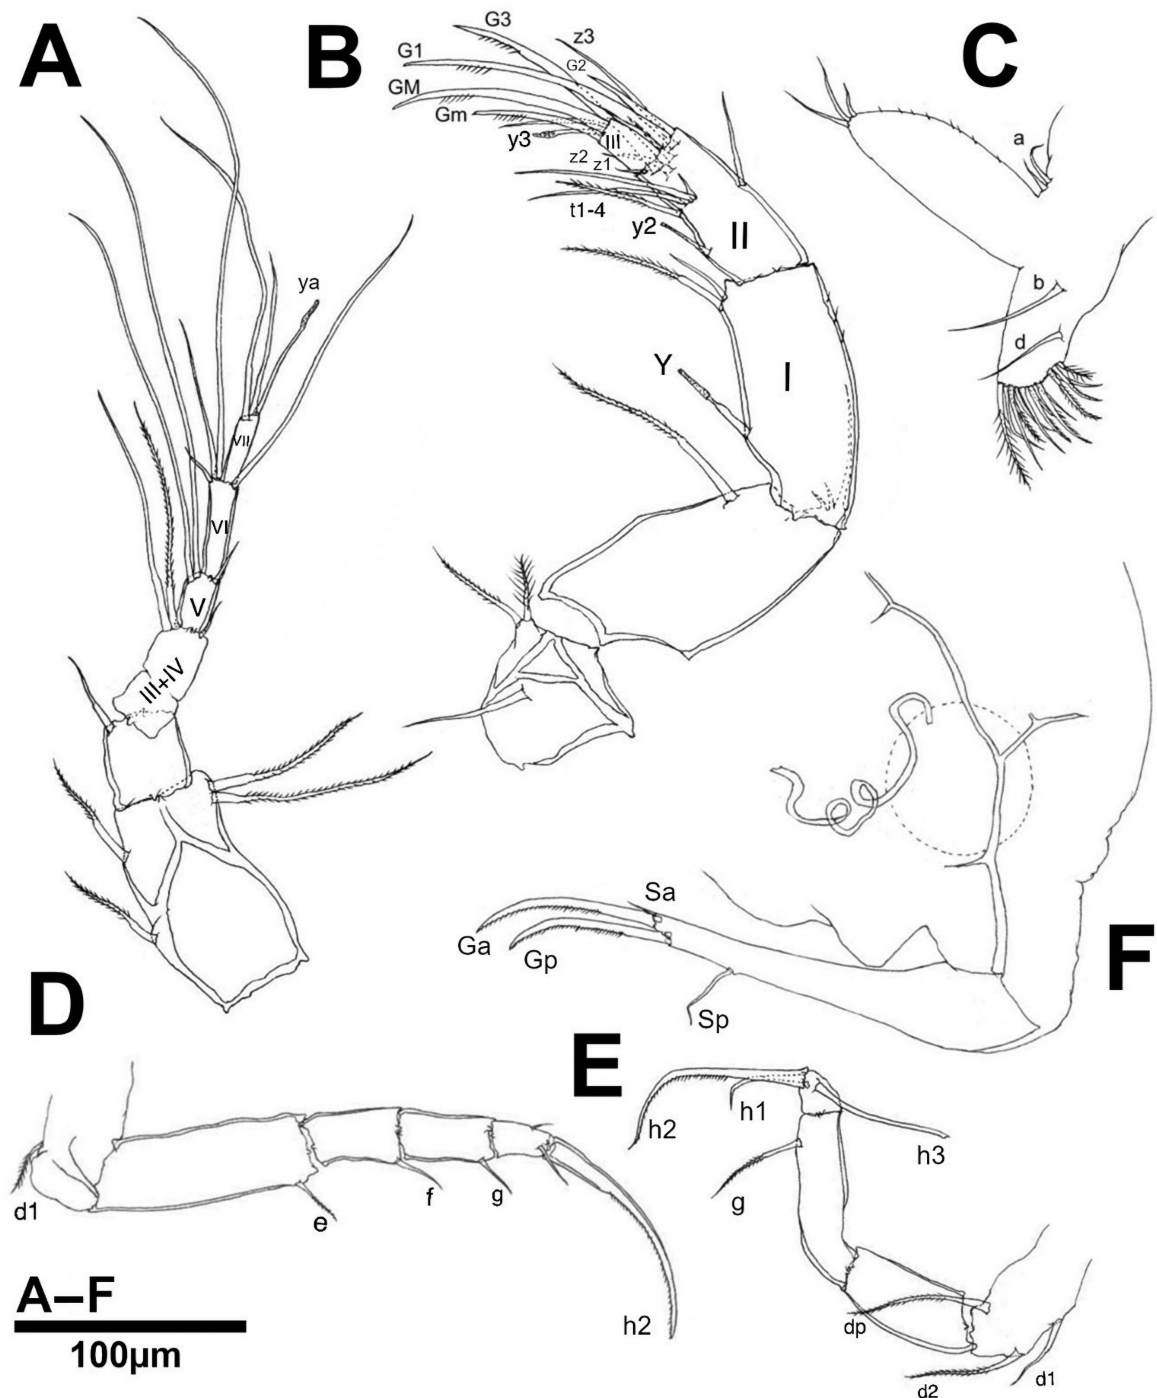 A
ya
VII
VI
V
III+IV
B
G3
z3
G1
G2
GM
Gm
y3
III
z2
z1
t1-4
y2
II
Y
I
C
a
b
d
Sa
Ga
Gp
Sp
F
D
d1
e
f
g
h2
E
h2
h1
h3
g
dp
d2
d1
A–F
100µm